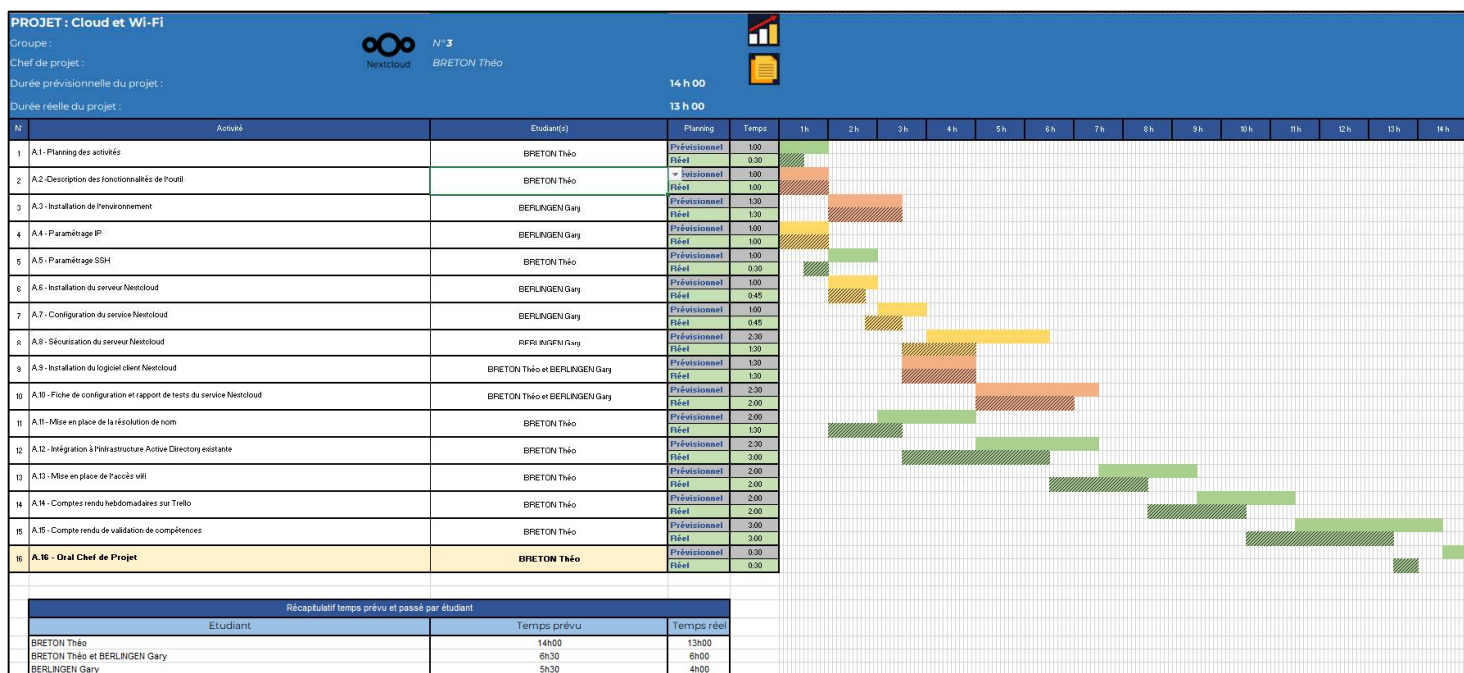 PROJET : Cloud et Wi-Fi
Groupe : N°3
Nextcloud
Chef de projet : BRETON Théo
Durée prévisionnelle du projet : 14 h 00
Durée réelle du projet : 13 h 00
N° Activité Etudiant(s) Planning Temps 1 h 2 h 3 h 4 h 5 h 6 h 7 h 8 h 9 h 10 h 11 h 12 h 13 h 14 h
1 A.1 - Planning des activités BRETON Théo Prévisionnel 1:00
Réel 0:30
2 A.2 -Description des fonctionnalités de l'outil BRETON Théo évisionnel 1:00
Réel 1:00
3 A.3 - Installation de l'environnement BERLINGEN Gary Prévisionnel 1:30
Réel 1:30
4 A.4 - Paramétrage IP BERLINGEN Gary Prévisionnel 1:00
Réel 1:00
5 A.5 - Paramétrage SSH BRETON Théo Prévisionnel 1:00
Réel 0:30
6 A.6 - Installation du serveur Nextcloud BERLINGEN Gary Prévisionnel 1:00
Réel 0:45
7 A.7 - Configuration du service Nextcloud BERLINGEN Gary Prévisionnel 1:00
Réel 0:45
8 A.8 - Sécurisation du serveur Nextcloud BERLINGEN Gary Prévisionnel 2:30
Réel 1:30
9 A.9 - Installation du logiciel client Nextcloud BRETON Théo et BERLINGEN Gary Prévisionnel 1:30
Réel 1:30
10 A.10 - Fiche de configuration et rapport de tests du service Nextcloud BRETON Théo et BERLINGEN Gary Prévisionnel 2:30
Réel 2:00
11 A.11 - Mise en place de la résolution de nom BRETON Théo Prévisionnel 2:00
Réel 1:30
12 A.12 - Intégration à l'infrastructure Active Directory existante BRETON Théo Prévisionnel 2:30
Réel 3:00
13 A.13 - Mise en place de l'accès wifi BRETON Théo Prévisionnel 2:00
Réel 2:00
14 A.14 - Comptes rendu hebdomadaires sur Trello BRETON Théo Prévisionnel 2:00
Réel 2:00
15 A.15 - Compte rendu de validation de compétences BRETON Théo Prévisionnel 3:00
Réel 3:00
16 A.16 - Oral Chef de Projet BRETON Théo Prévisionnel 0:30
Réel 0:30
Récapitulatif temps prévu et passé par étudiant
Etudiant Temps prévu Temps réel
BRETON Théo 14h00 13h00
BRETON Théo et BERLINGEN Gary 6h30 6h00
BERLINGEN Gary 5h30 4h00